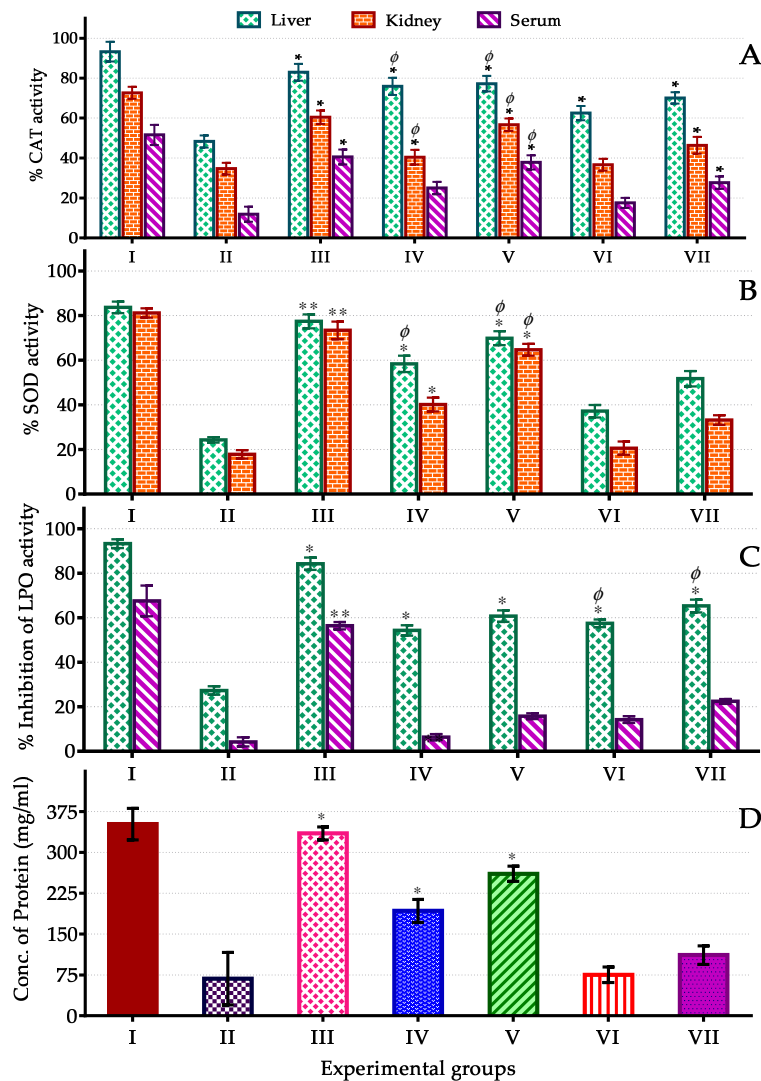 Liver Kidney Serum
A
% CAT activity
100
80
60
40
20
0
* * *
ϕ * ϕ *
ϕ * ϕ * ϕ *
*
* * *
I II III IV V VI VII
B
% SOD activity
100
80
60
40
20
0
** **
ϕ * *
ϕ * ϕ *
I II III IV V VI VII
C
% Inhibition of LPO activity
100
80
60
40
20
0
* **
*
*
ϕ *
ϕ *
I II III IV V VI VII
D
Conc. of Protein (mg/ml)
375
300
225
150
75
0
* * *
I II III IV V VI VII
Experimental groups